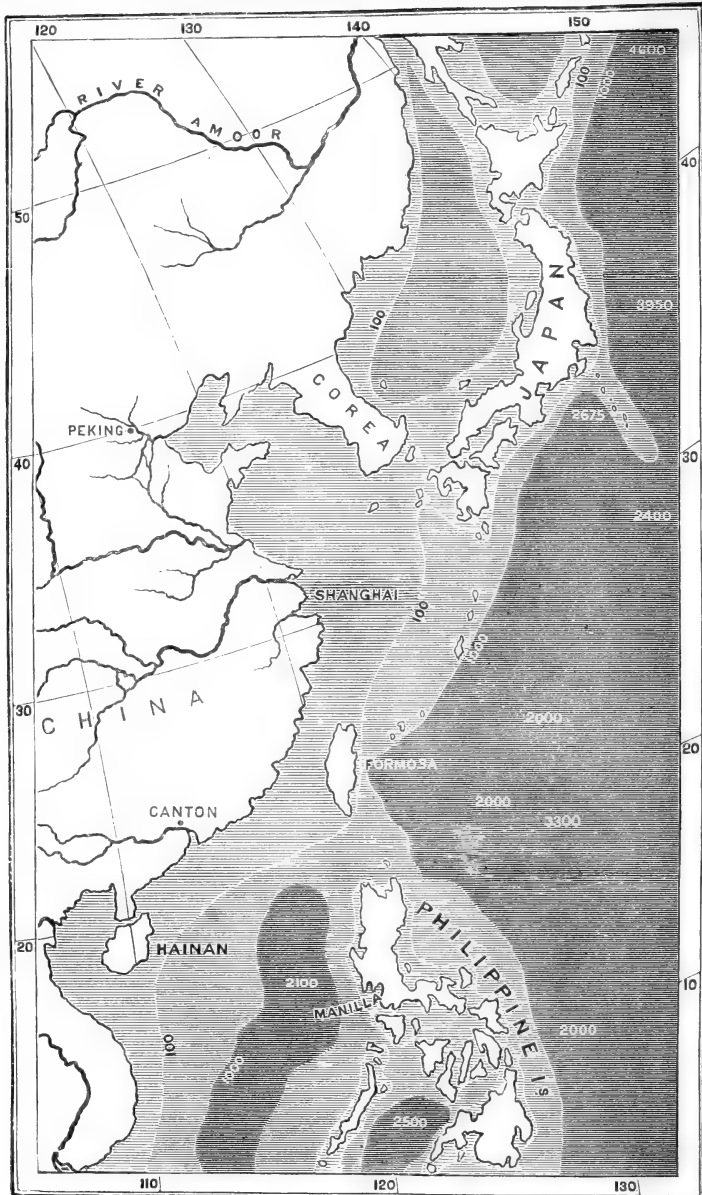 120
130
140
150
4600
100
1000
RIVER AMOOR
40
50
3950
100
JAPAN
COREA
2675
PEKING
40
30
2400
SHANGHAI
100
1000
30
CHINA
2000
20
FORMOSA
2000
CANTON
3300
PHILIPPINE Is
20
HAINAN
2100
10
MANILLA
2000
100
1000
2500
110
120
130